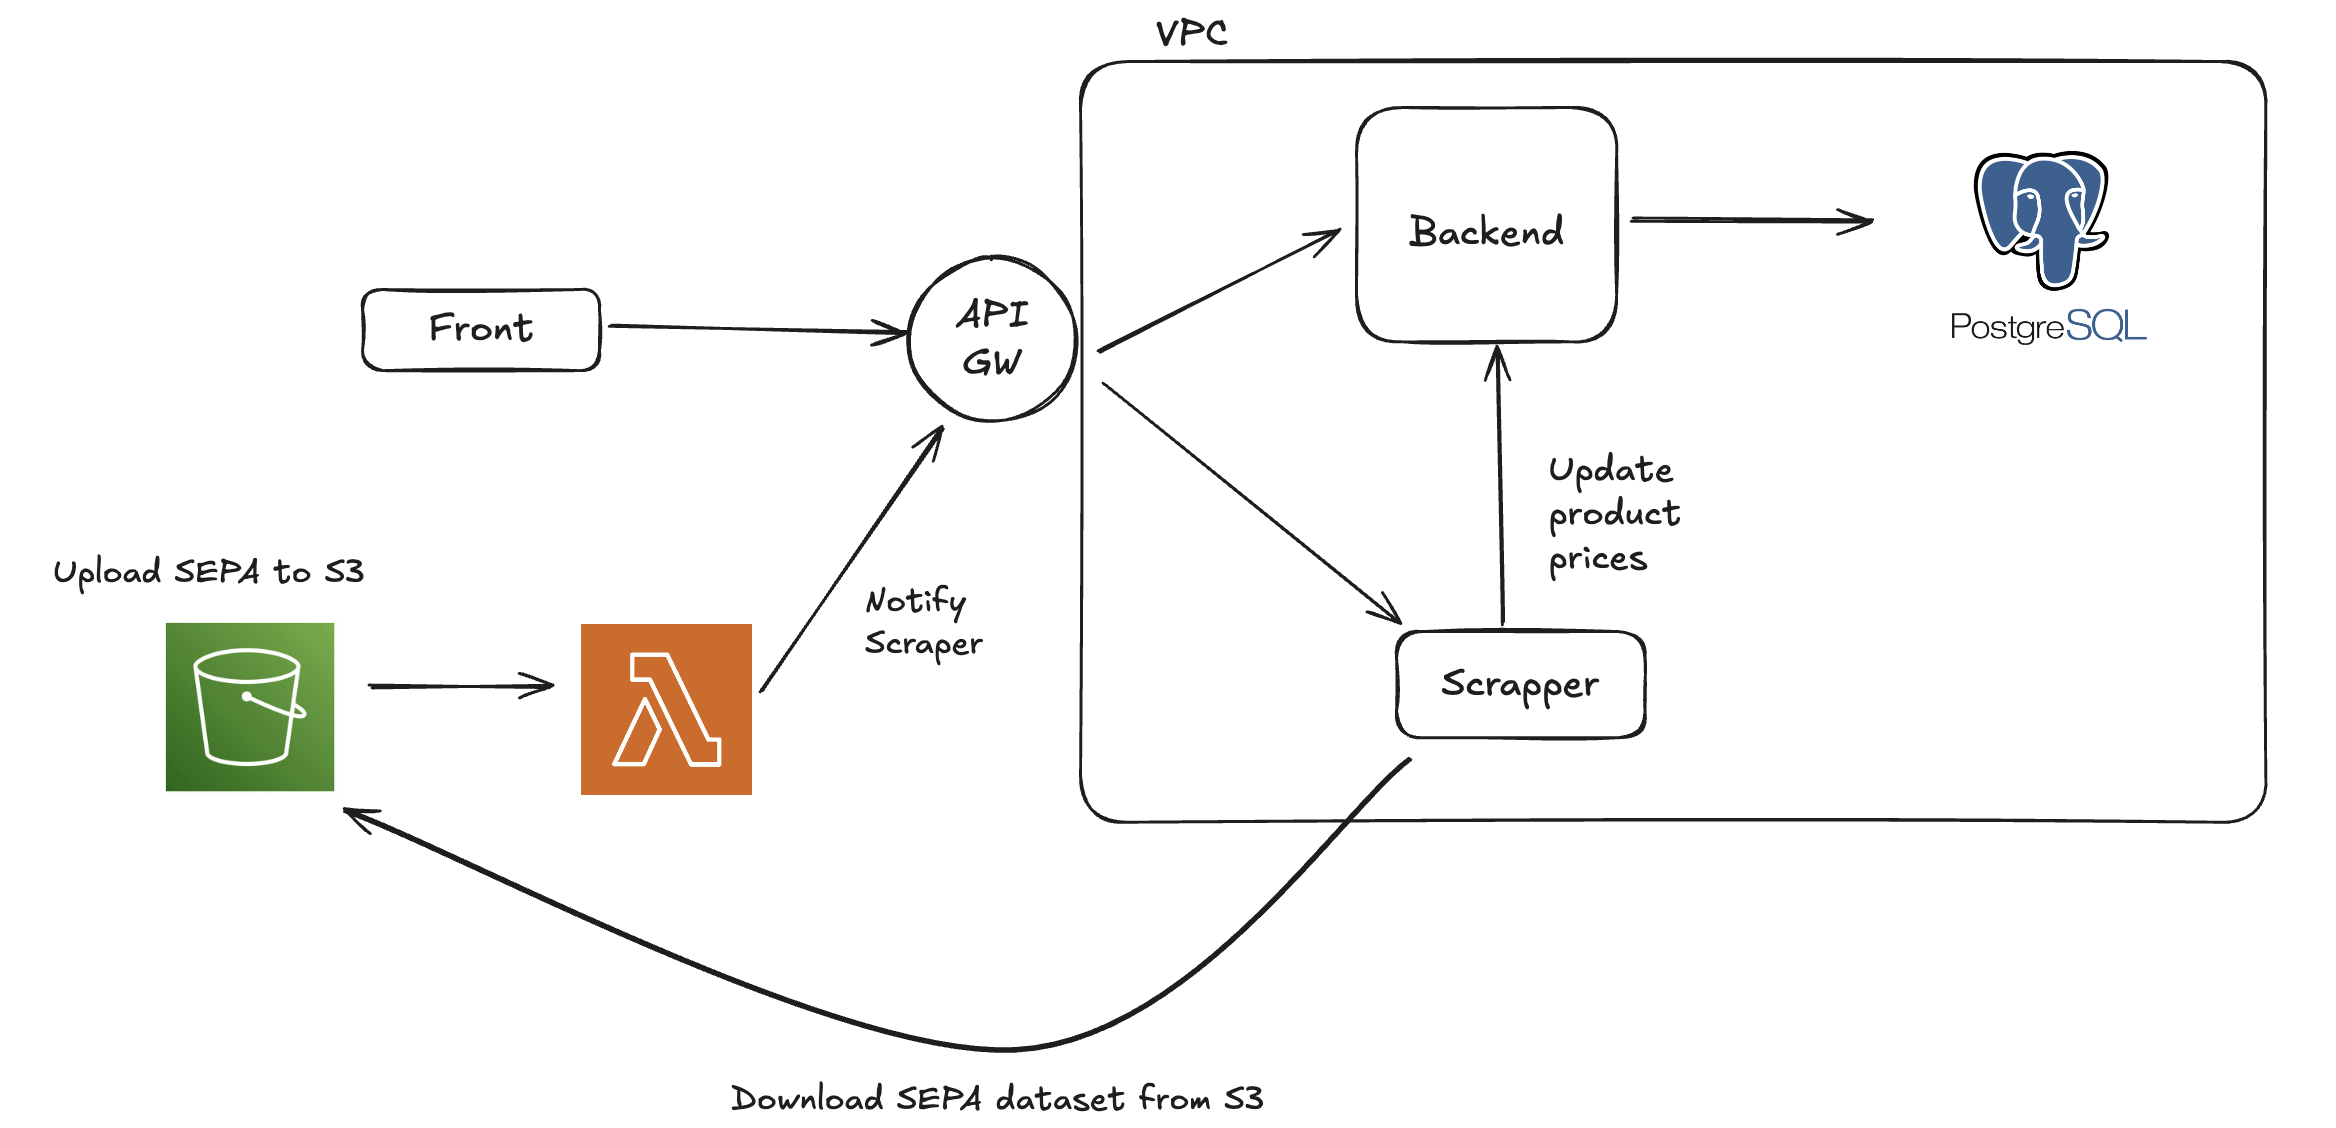 VPC
Backend
PostgreSQL
API
GW
Front
Update
product
prices
Upload SEPA to S3
Notify
Scraper
Scrapper
Download SEPA dataset from S3